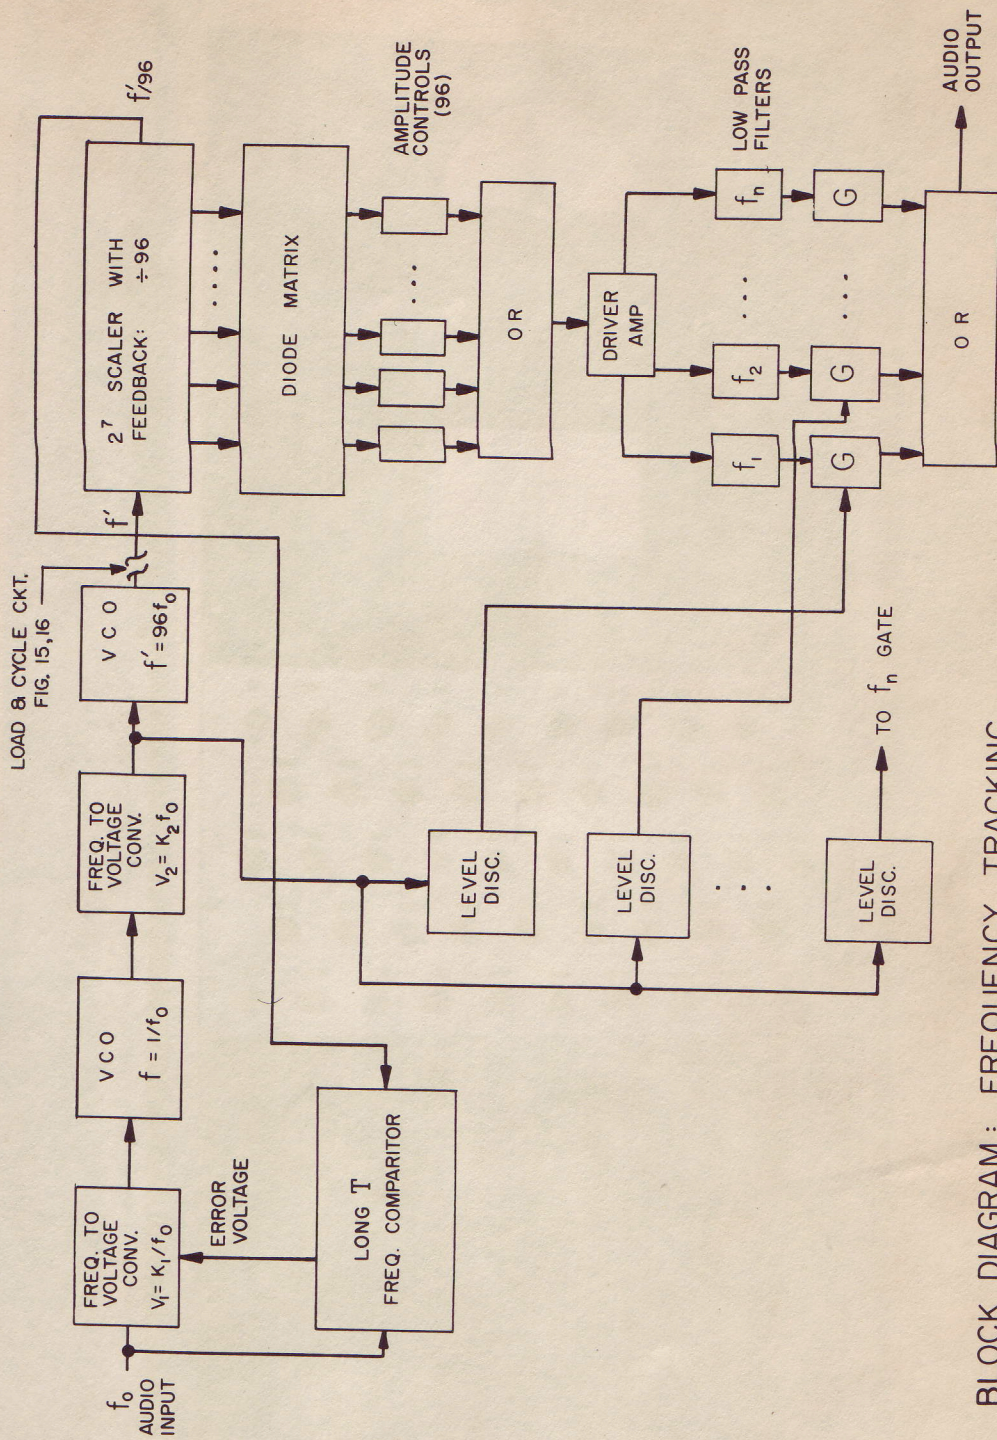 f₀
AUDIO
INPUT
FREQ. TO
VOLTAGE
CONV.
V₁=K₁/f₀
VCO
f = 1/f₀
FREQ. TO
VOLTAGE
CONV.
V₂=K₂f₀
LOAD & CYCLE CKT.
FIG. 15,16
VCO
f'=96f₀
f'
2⁷ SCALER WITH
FEEDBACK: ÷96
f'/96
DIODE MATRIX
AMPLITUDE
CONTROLS
(96)
OR
DRIVER
AMP
LOW PASS
FILTERS
f₁
f₂
fₙ
G
G
G
OR
AUDIO
OUTPUT
ERROR
VOLTAGE
LONG T
FREQ. COMPARITOR
LEVEL
DISC.
LEVEL
DISC.
LEVEL
DISC.
TO fₙ GATE
BLOCK DIAGRAM: FREQUENCY TRACKING